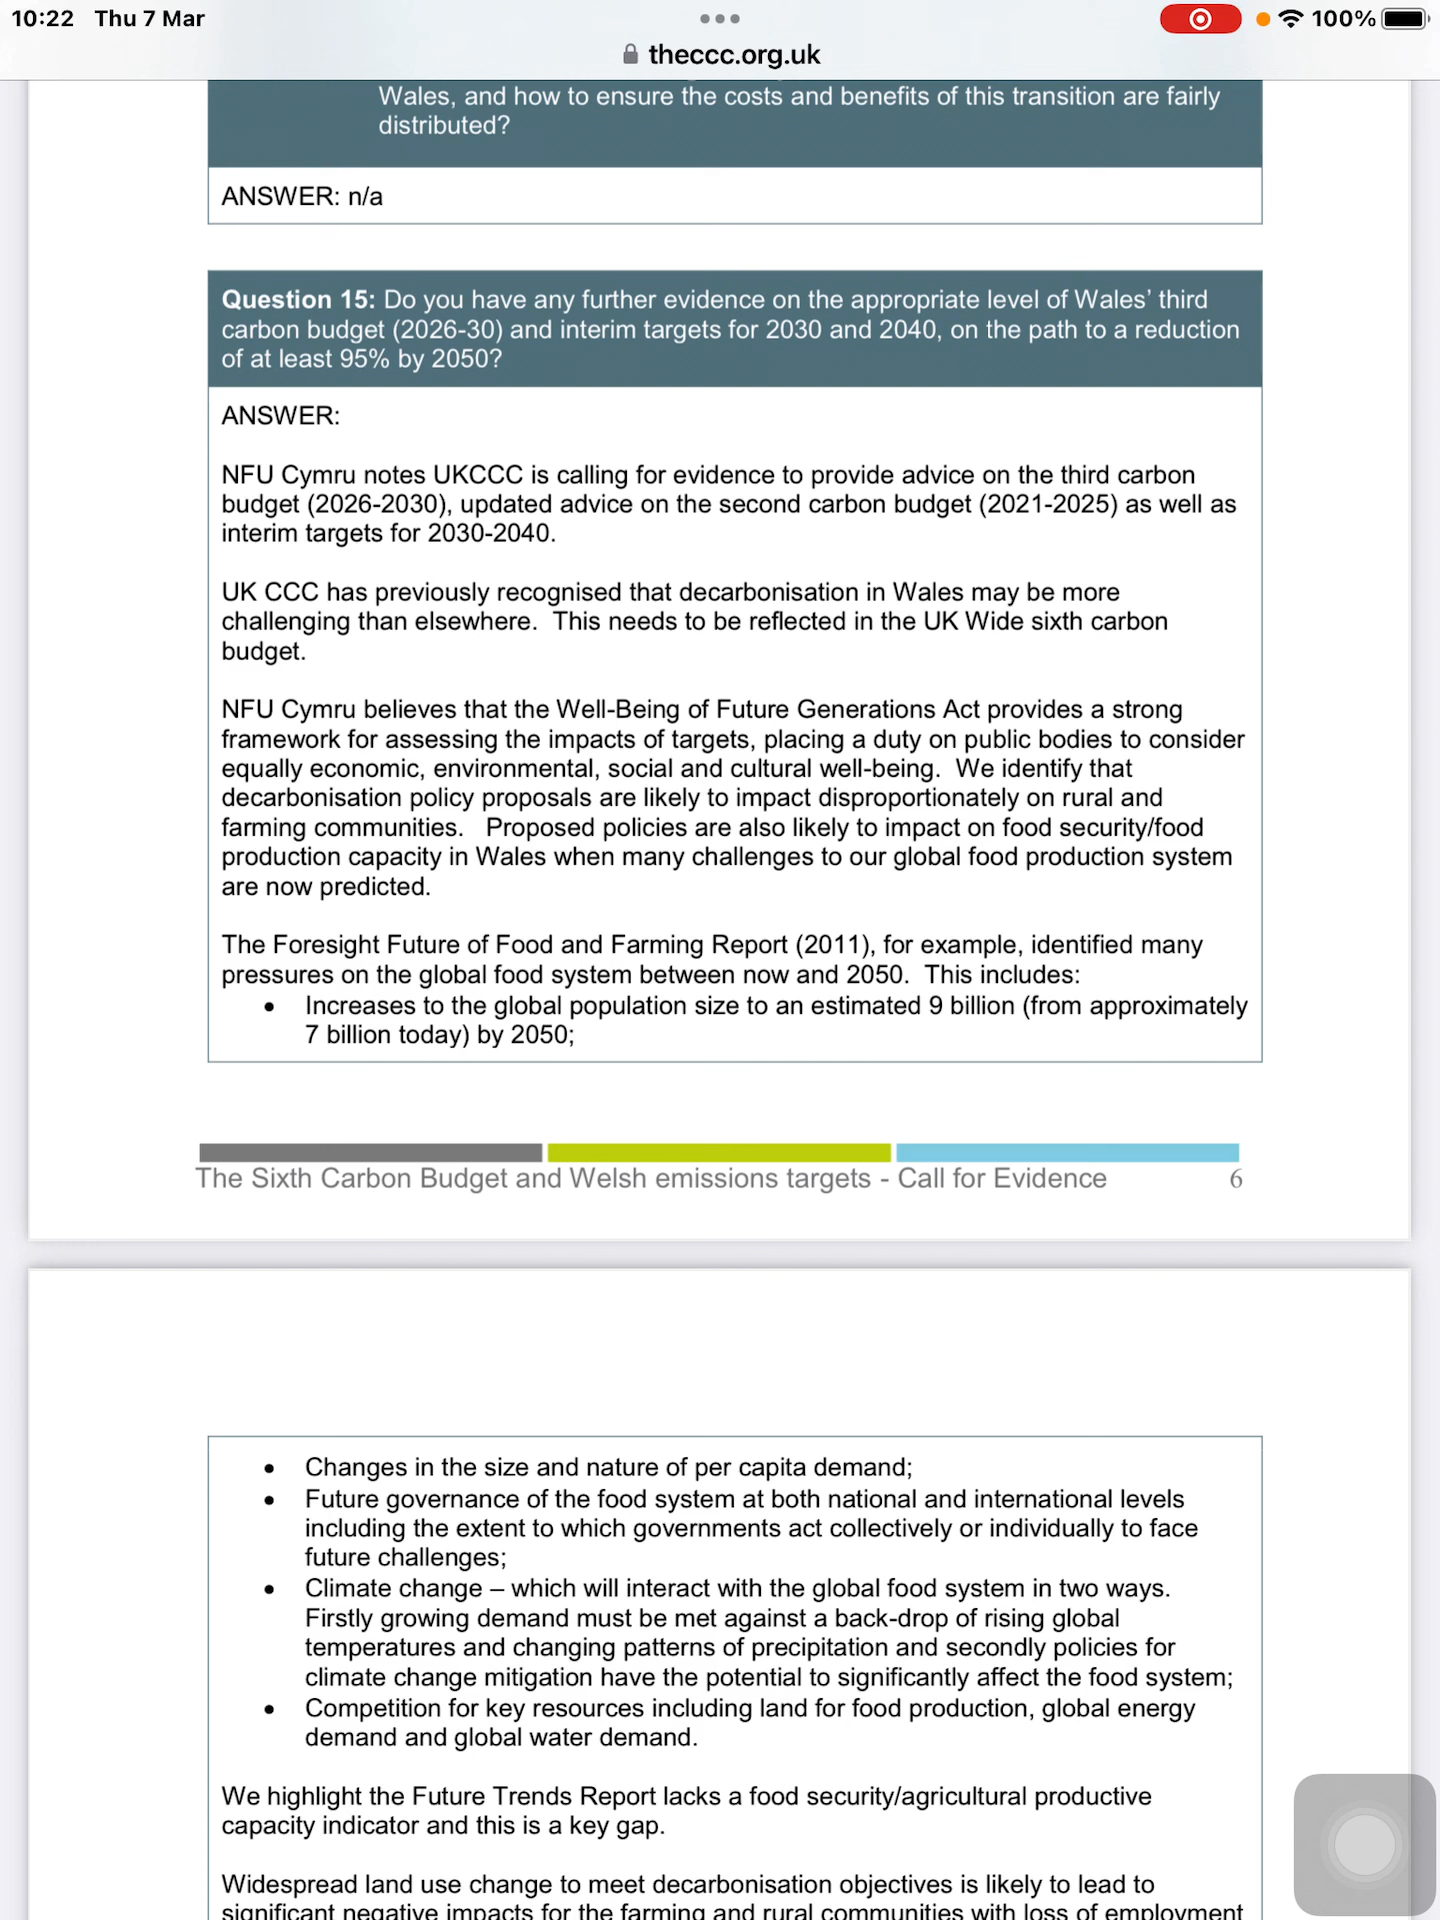 10:22 Thu 7 Mar
100%
theccc.org.uk
Wales, and how to ensure the costs and benefits of this transition are fairly
distributed?
ANSWER: n/a
Question 15: Do you have any further evidence on the appropriate level of Wales’ third
carbon budget (2026-30) and interim targets for 2030 and 2040, on the path to a reduction
of at least 95% by 2050?
ANSWER:
NFU Cymru notes UKCCC is calling for evidence to provide advice on the third carbon
budget (2026-2030), updated advice on the second carbon budget (2021-2025) as well as
interim targets for 2030-2040.
UK CCC has previously recognised that decarbonisation in Wales may be more
challenging than elsewhere.  This needs to be reflected in the UK Wide sixth carbon
budget.
NFU Cymru believes that the Well-Being of Future Generations Act provides a strong
framework for assessing the impacts of targets, placing a duty on public bodies to consider
equally economic, environmental, social and cultural well-being.  We identify that
decarbonisation policy proposals are likely to impact disproportionately on rural and
farming communities.   Proposed policies are also likely to impact on food security/food
production capacity in Wales when many challenges to our global food production system
are now predicted.
The Foresight Future of Food and Farming Report (2011), for example, identified many
pressures on the global food system between now and 2050.  This includes:
• Increases to the global population size to an estimated 9 billion (from approximately
7 billion today) by 2050;
The Sixth Carbon Budget and Welsh emissions targets - Call for Evidence 6
• Changes in the size and nature of per capita demand;
• Future governance of the food system at both national and international levels
including the extent to which governments act collectively or individually to face
future challenges;
• Climate change – which will interact with the global food system in two ways.
Firstly growing demand must be met against a back-drop of rising global
temperatures and changing patterns of precipitation and secondly policies for
climate change mitigation have the potential to significantly affect the food system;
• Competition for key resources including land for food production, global energy
demand and global water demand.
We highlight the Future Trends Report lacks a food security/agricultural productive
capacity indicator and this is a key gap.
Widespread land use change to meet decarbonisation objectives is likely to lead to
significant negative impacts for the farming and rural communities with loss of employment